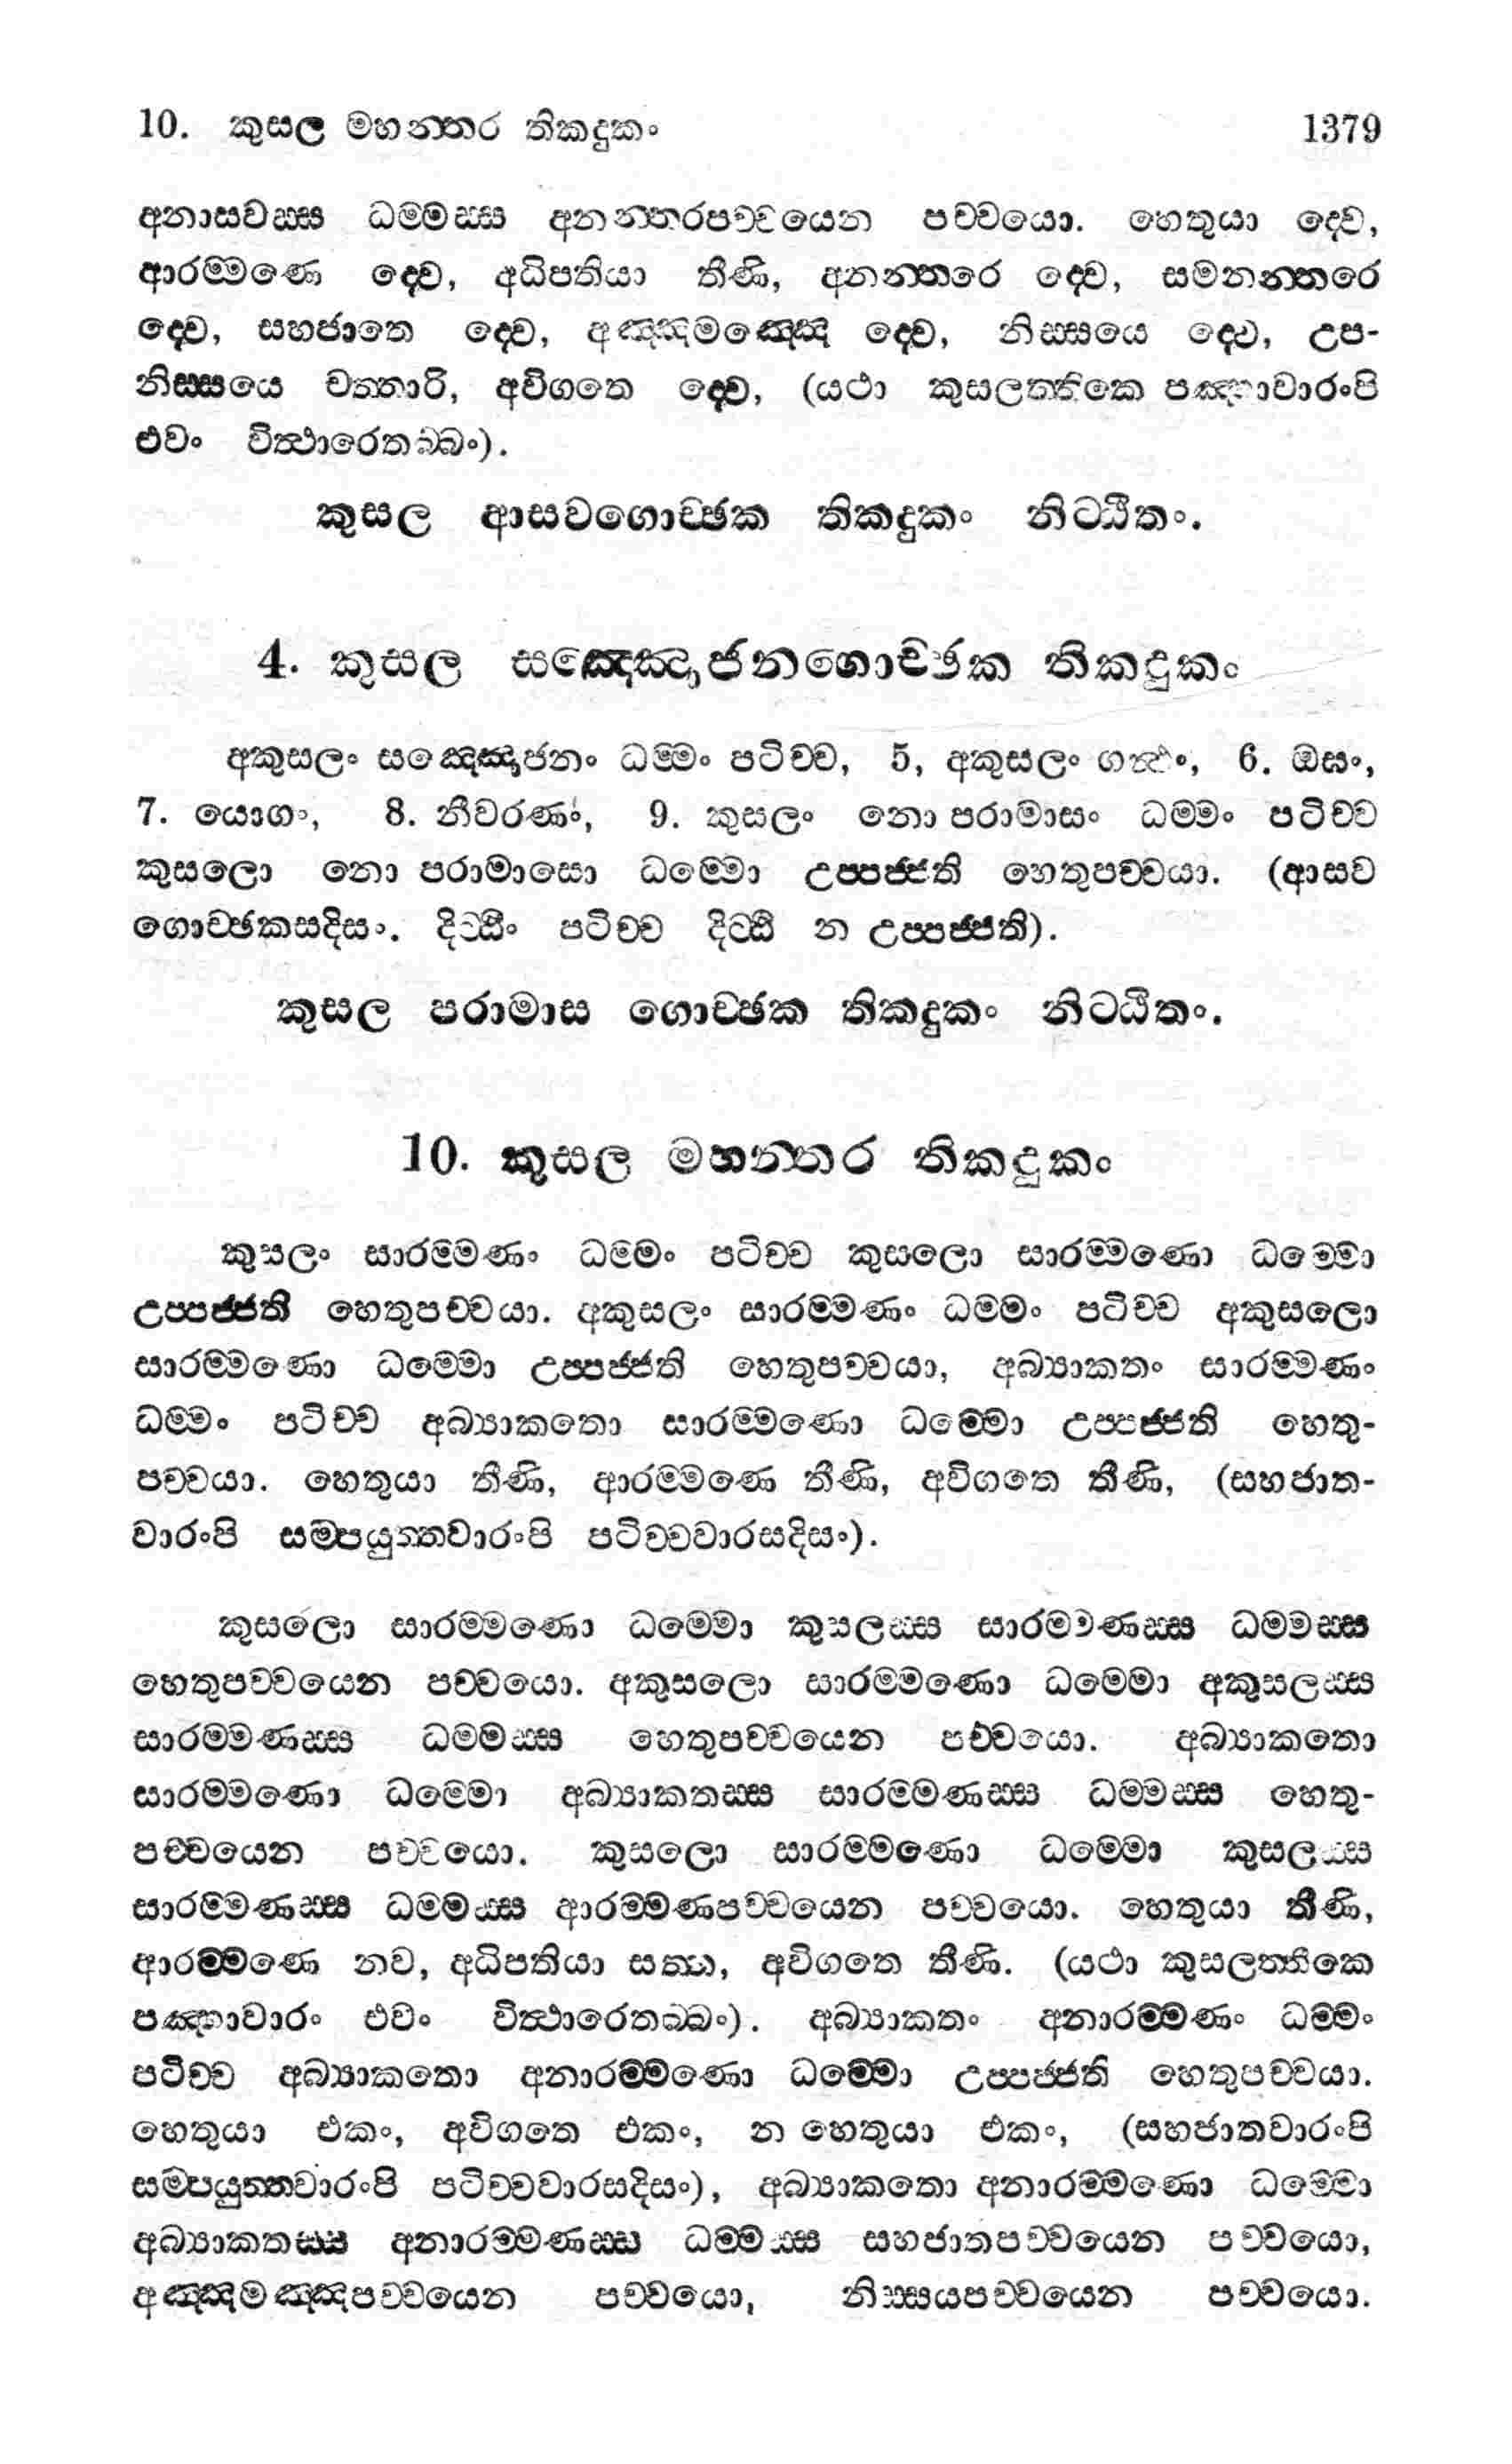 10. කුසල මහන්තර තිකදුකං 1379
අනාසවස්ස ධම්මස්ස අනන්තරපච්චයෙන පච්චයො. හෙතුයා ද්වෙ,
ආරම්මණෙ ද්වෙ, අධිපතියා තීණි, අනන්තරෙ ද්වෙ, සමනන්තරෙ
ද්වෙ, සහජාතෙ ද්වෙ, අඤ්ඤමඤ්ඤෙ ද්වෙ, නිස්සයෙ ද්වෙ, උප-
නිස්සයෙ චත්තාරි, අවිගතෙ ද්වෙ, (යථා කුසලත්තිකෙ පඤ්හාවාරංපි
එවං විත්ථාරෙතබ්බං).
කුසල ආසවගොච්ඡක තිකදුකං නිට්ඨිතං.
4. කුසල සඤ්ඤෙජනගොච්ඡක තිකදුකං
අකුසලං සඤ්ඤොජනං ධම්මං පටිච්ච, 5, අකුසලං ගන්ථං, 6. ඔඝං,
7. යොගං, 8. නීවරණං, 9. කුසලං නො පරාමාසං ධම්මං පටිච්ච
කුසලො නො පරාමාසො ධම්මො උප්පජ්ජති හෙතුපච්චයා. (ආසව
ගොච්ඡකසදිසං. දිට්ඨිං පටිච්ච දිට්ඨි න උප්පජ්ජති).
කුසල පරාමාස ගොච්ඡක තිකදුකං නිට්ඨිතං.
10. කුසල මහන්තර තිකදුකං
කුසලං සාරම්මණං ධම්මං පටිච්ච කුසලො සාරම්මණො ධම්මො
උප්පජ්ජති හෙතුපච්චයා. අකුසලං සාරම්මණං ධම්මං පටිච්ච අකුසලො
සාරම්මණො ධම්මො උප්පජ්ජති හෙතුපච්චයා, අබ්‍යාකතං සාරම්මණං
ධම්මං පටිච්ච අබ්‍යාකතො සාරම්මණො ධම්මො උප්පජ්ජති හෙතු-
පච්චයා. හෙතුයා තීණි, ආරම්මණෙ තීණි, අවිගතෙ තීණි, (සහජාත-
වාරංපි සම්පයුත්තවාරංපි පටිච්චවාරසදිසං).
කුසලො සාරම්මණො ධම්මො කුසලස්ස සාරම්මණස්ස ධම්මස්ස
හෙතුපච්චයෙන පච්චයො. අකුසලො සාරම්මණො ධම්මො අකුසලස්ස
සාරම්මණස්ස ධම්මස්ස හෙතුපච්චයෙන පච්චයො. අබ්‍යාකතො
සාරම්මණො ධම්මො අබ්‍යාකතස්ස සාරම්මණස්ස ධම්මස්ස හෙතු-
පච්චයෙන පච්චයො. කුසලො සාරම්මණො ධම්මො කුසලස්ස
සාරම්මණස්ස ධම්මස්ස ආරම්මණපච්චයෙන පච්චයො. හෙතුයා තීණි,
ආරම්මණෙ නව, අධිපතියා සත්ත, අවිගතෙ තීණි. (යථා කුසලත්තිකෙ
පඤ්හාවාරං එවං විත්ථාරෙතබ්බං). අබ්‍යාකතං අනාරම්මණං ධම්මං
පටිච්ච අබ්‍යාකතො අනාරම්මණො ධම්මො උප්පජ්ජති හෙතුපච්චයා.
හෙතුයා එකං, අවිගතෙ එකං, න හෙතුයා එකං, (සහජාතවාරංපි
සම්පයුත්තවාරංපි පටිච්චවාරසදිසං), අබ්‍යාකතො අනාරම්මණො ධම්මො
අබ්‍යාකතස්ස අනාරම්මණස්ස ධම්මස්ස සහජාතපච්චයෙන පච්චයො,
අඤ්ඤමඤ්ඤපච්චයෙන පච්චයො, නිස්සයපච්චයෙන පච්චයො.